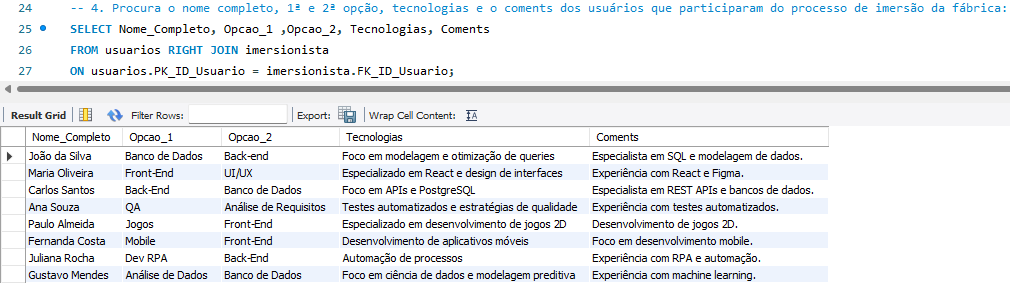 24 -- 4. Procura o nome completo, 1ª e 2ª opção, tecnologias e o coments dos usuários que participaram do processo de imersão da fábrica:
25 SELECT Nome_Completo, Opcao_1 ,Opcao_2, Tecnologias, Coments
26 FROM usuarios RIGHT JOIN imersionista
27 ON usuarios.PK_ID_Usuario = imersionista.FK_ID_Usuario;
Result Grid Filter Rows: Export: Wrap Cell Content:
Nome_Completo Opcao_1 Opcao_2 Tecnologias Coments
João da Silva Banco de Dados Back-end Foco em modelagem e otimização de queries Especialista em SQL e modelagem de dados.
Maria Oliveira Front-End UI/UX Especializado em React e design de interfaces Experiência com React e Figma.
Carlos Santos Back-End Banco de Dados Foco em APIs e PostgreSQL Especialista em REST APIs e bancos de dados.
Ana Souza QA Análise de Requisitos Testes automatizados e estratégias de qualidade Experiência com testes automatizados.
Paulo Almeida Jogos Front-End Especializado em desenvolvimento de jogos 2D Desenvolvimento de jogos 2D.
Fernanda Costa Mobile Front-End Desenvolvimento de aplicativos móveis Foco em desenvolvimento mobile.
Juliana Rocha Dev RPA Back-End Automação de processos Experiência com RPA e automação.
Gustavo Mendes Análise de Dados Banco de Dados Foco em ciência de dados e modelagem preditiva Experiência com machine learning.